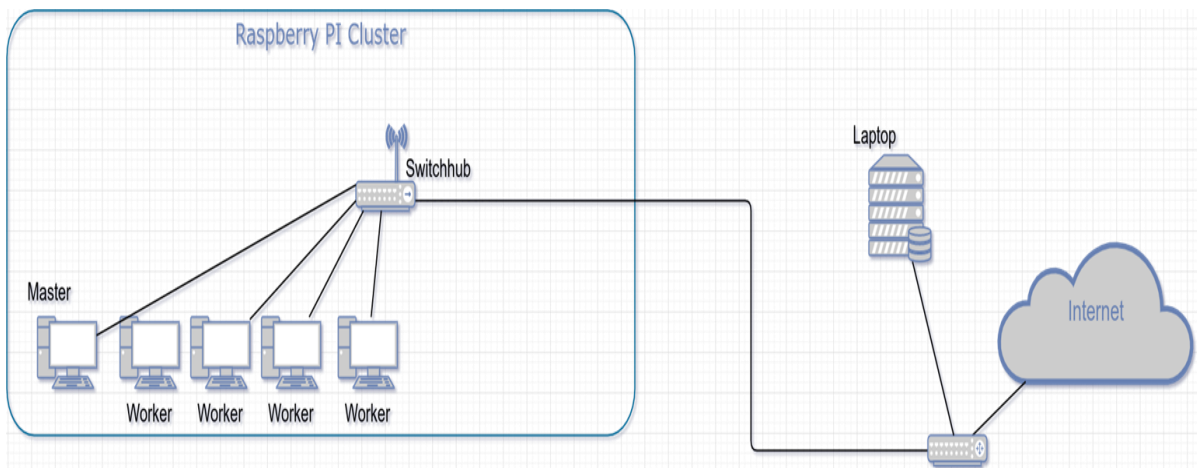 Raspberry PI Cluster
Switchhub
Laptop
Master
Internet
Worker Worker Worker Worker